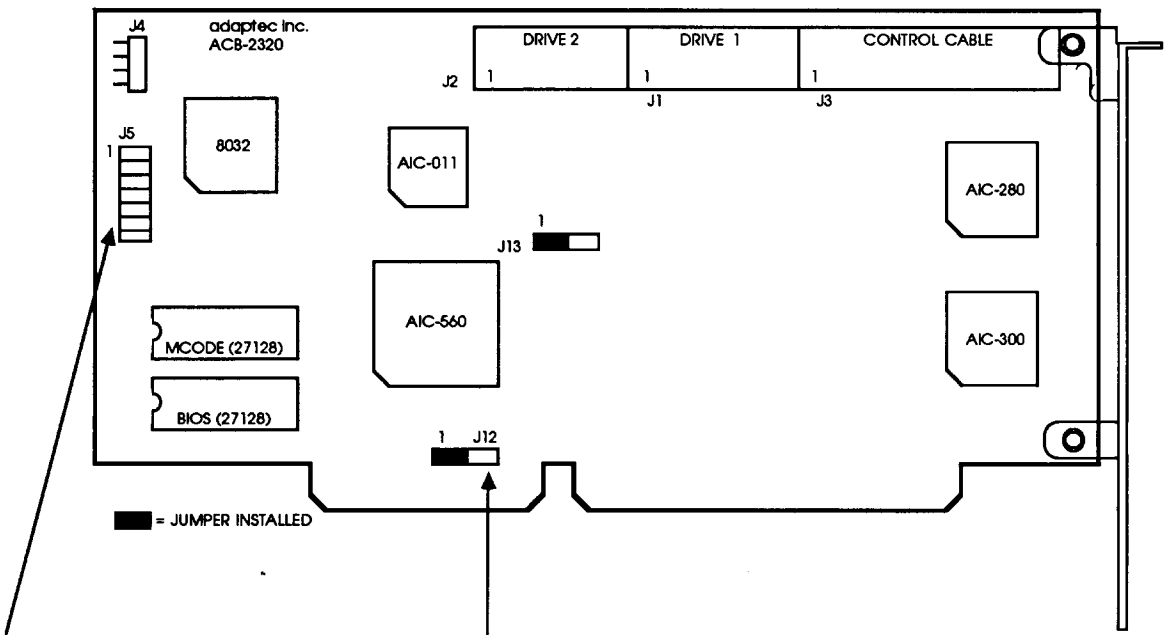 J4
adaptec inc.
ACB-2320
DRIVE 2
DRIVE 1
CONTROL CABLE
J2
1
1
1
J1
J3
J5
1
8032
AIC-011
AIC-280
1
J13
AIC-560
AIC-300
MCODE (27128)
BIOS (27128)
1
J12
= JUMPER INSTALLED